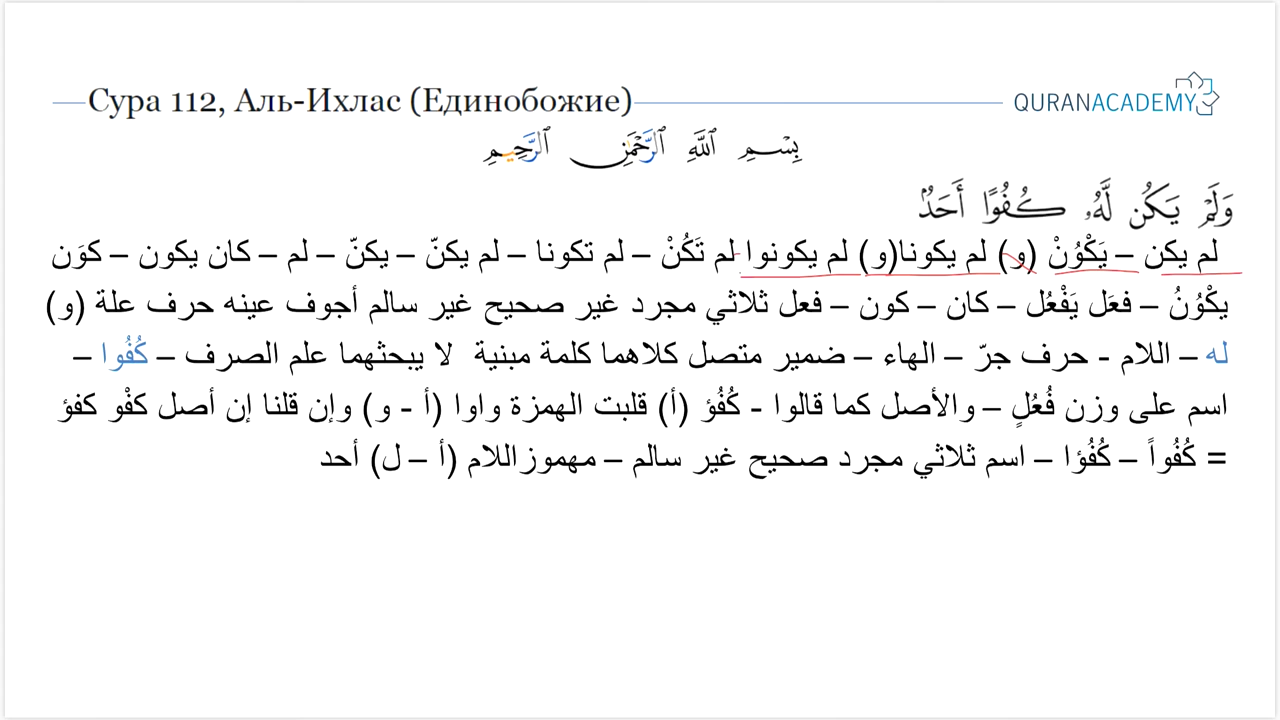 Сура 112, Аль-Ихлас (Единобожие)
QURANACADEMY
بِسْمِ ٱللَّهِ ٱلرَّحْمَٰنِ ٱلرَّحِيمِ
وَلَمْ يَكُن لَّهُۥ كُفُوًا أَحَدٌۢ
لم يكن – يَكْوُنْ (و) لم يكونا(و) لم يكونوا لم تَكُنْ – لم تكونا – لم يكنّ – يكنّ – لم – كان يكون – كوَن
يكْوُنُ – فعَل يَفْعُل – كان – كون – فعل ثلاثي مجرد غير صحيح غير سالم أجوف عينه حرف علة (و)
له – اللام - حرف جرّ – الهاء – ضمير متصل كلاهما كلمة مبنية لا يبحثهما علم الصرف – كُفُوا –
اسم على وزن فُعُلٍ – والأصل كما قالوا - كُفُؤ (أ) قلبت الهمزة واوا (أ - و) وإن قلنا إن أصل كفْو كفؤ
= كُفُواً – كُفُؤا – اسم ثلاثي مجرد صحيح غير سالم – مهموزاللام (أ – ل) أحد